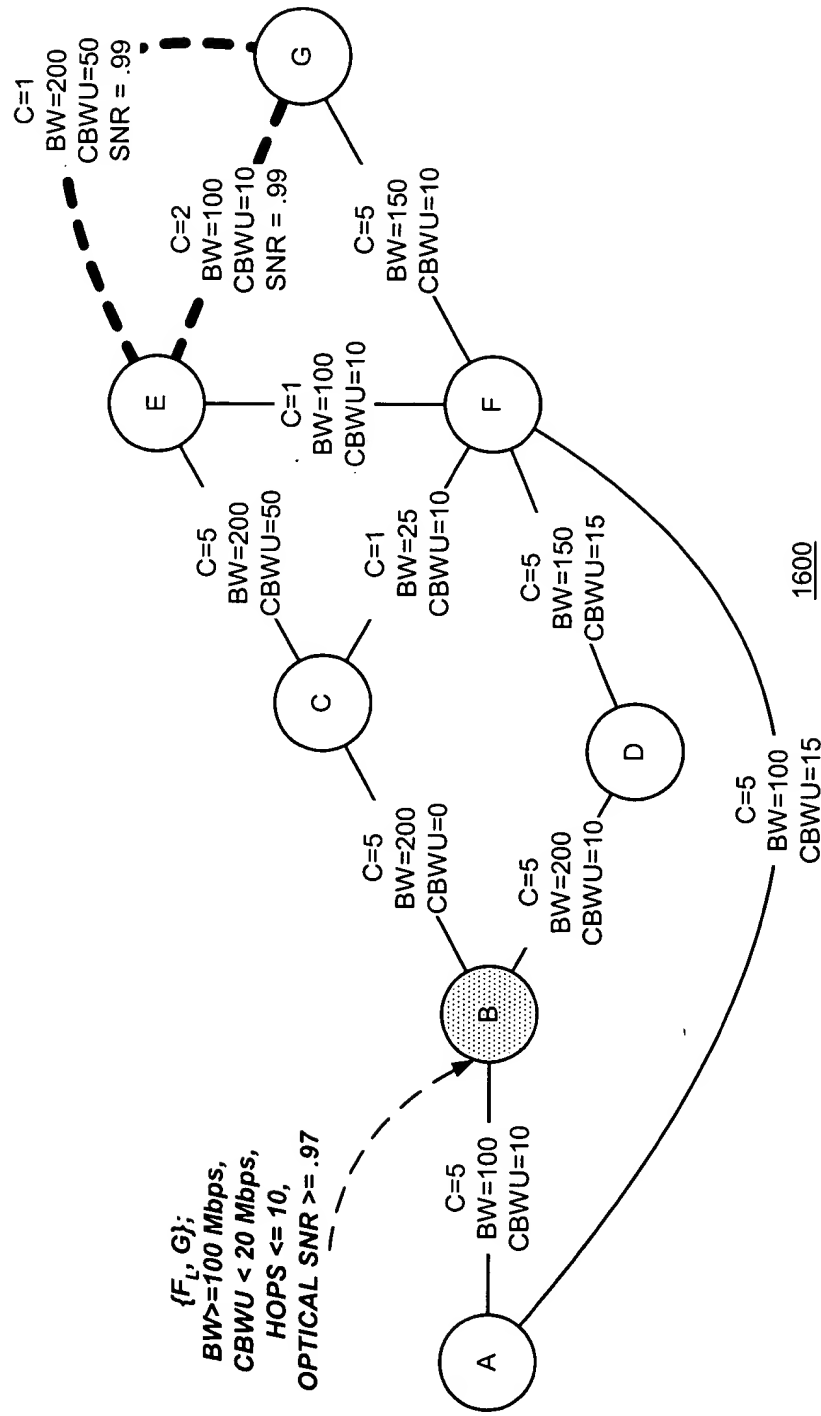 {F_L, G};
BW>=100 Mbps,
CBWU < 20 Mbps,
HOPS <= 10,
OPTICAL SNR >= .97
A
C=5
BW=100
CBWU=10
B
C=5
BW=200
CBWU=0
C=5
BW=200
CBWU=10
C
D
C=5
BW=200
CBWU=50
C=1
BW=25
CBWU=10
C=5
BW=150
CBWU=15
C=5
BW=100
CBWU=15
E
C=1
BW=100
CBWU=10
F
C=1
BW=200
CBWU=50
SNR = .99
C=2
BW=100
CBWU=10
SNR = .99
C=5
BW=150
CBWU=10
G
1600